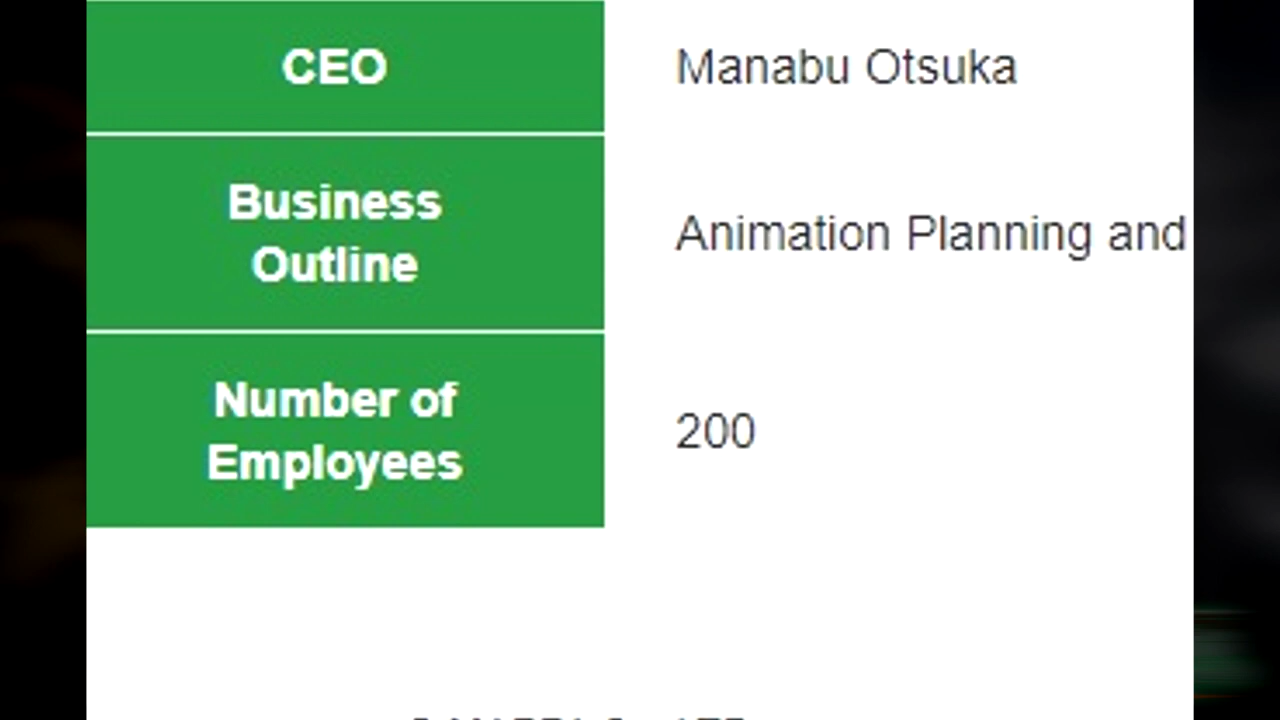 CEO
Manabu Otsuka
Business
Outline
Animation Planning and
Number of
Employees
200